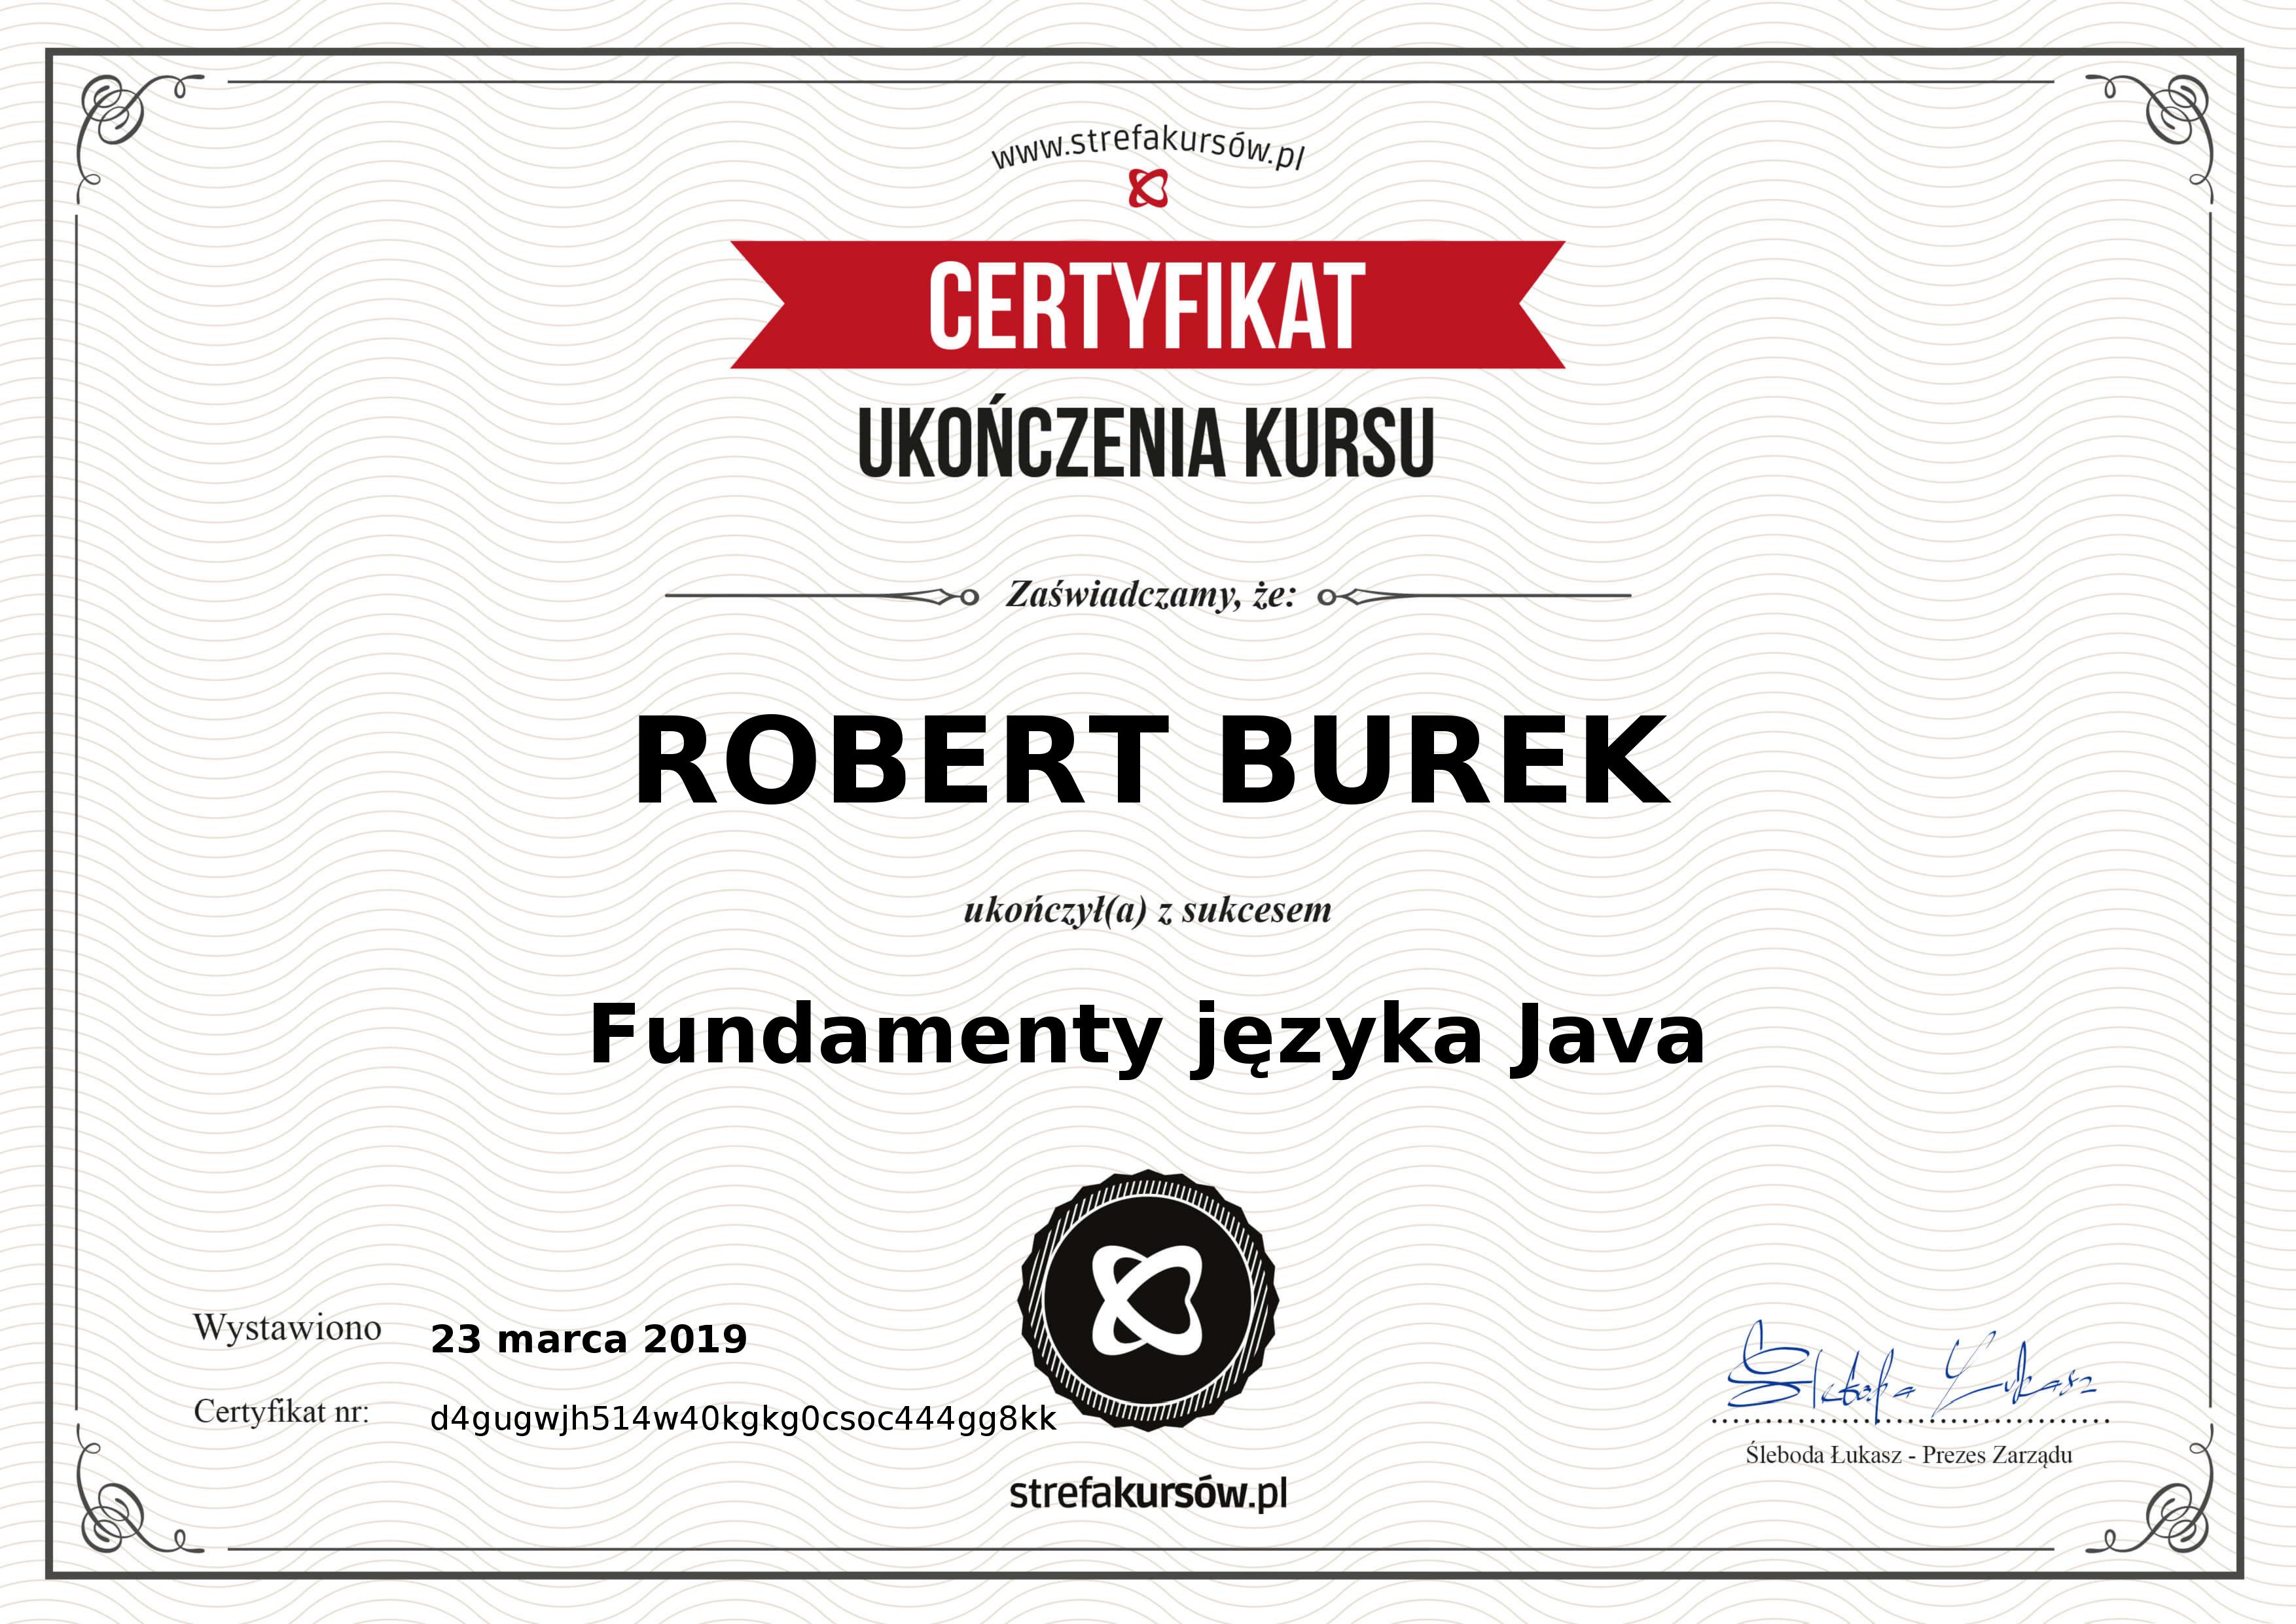 www.strefakursów.pl
CERTYFIKAT
UKOŃCZENIA KURSU
Zaświadczamy, że:
ROBERT BUREK
ukończył(a) z sukcesem
Fundamenty języka Java
Wystawiono 23 marca 2019
Certyfikat nr: d4gugwjh514w40kgkg0csoc444gg8kk
Śleboda Łukasz
Śleboda Łukasz - Prezes Zarządu
strefakursów.pl